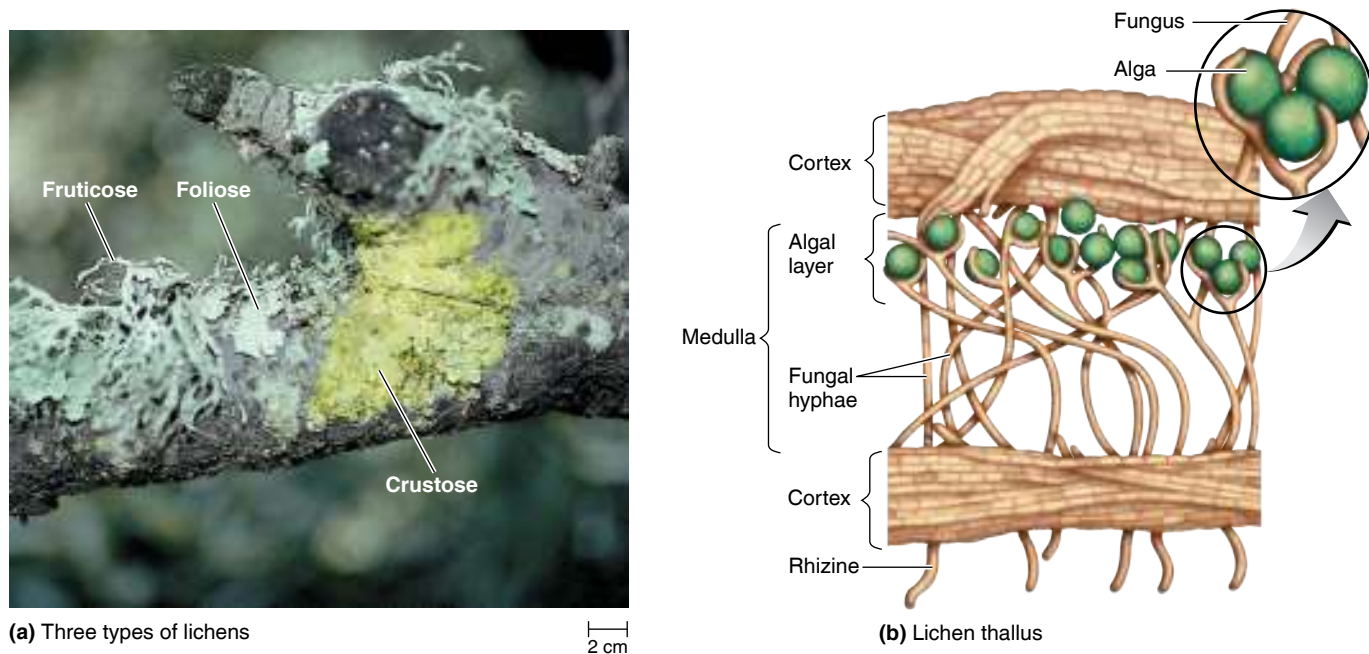 Fruticose
Foliose
Crustose
(a) Three types of lichens
2 cm
Fungus
Alga
Cortex
Algal
layer
Medulla
Fungal
hyphae
Cortex
Rhizine
(b) Lichen thallus